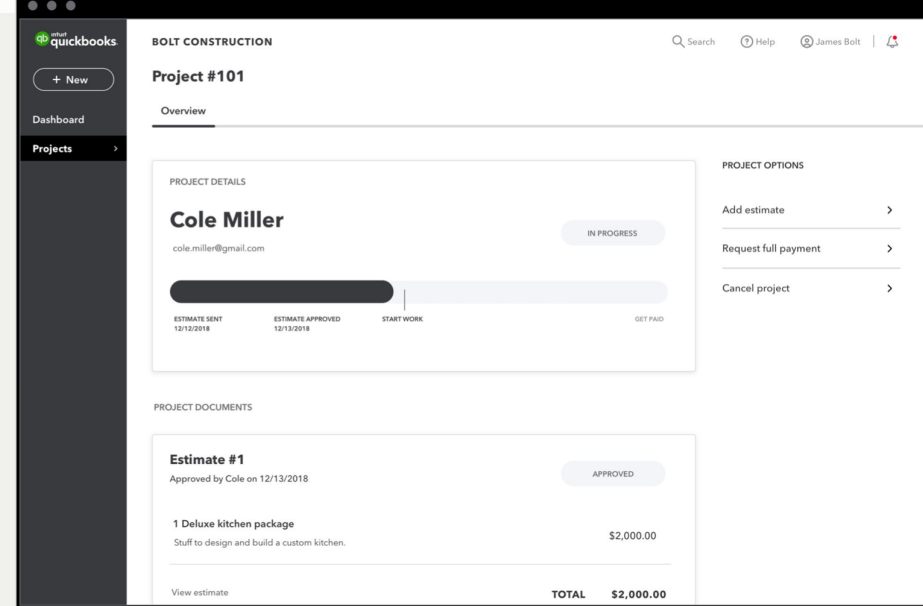 intuit
quickbooks.
+ New
Dashboard
Projects
BOLT CONSTRUCTION
Search
Help
James Bolt
Project #101
Overview
PROJECT DETAILS
Cole Miller
cole.miller@gmail.com
IN PROGRESS
ESTIMATE SENT
12/12/2018
ESTIMATE APPROVED
12/13/2018
START WORK
GET PAID
PROJECT OPTIONS
Add estimate
Request full payment
Cancel project
PROJECT DOCUMENTS
Estimate #1
Approved by Cole on 12/13/2018
APPROVED
1 Deluxe kitchen package
Stuff to design and build a custom kitchen.
$2,000.00
View estimate
TOTAL $2,000.00